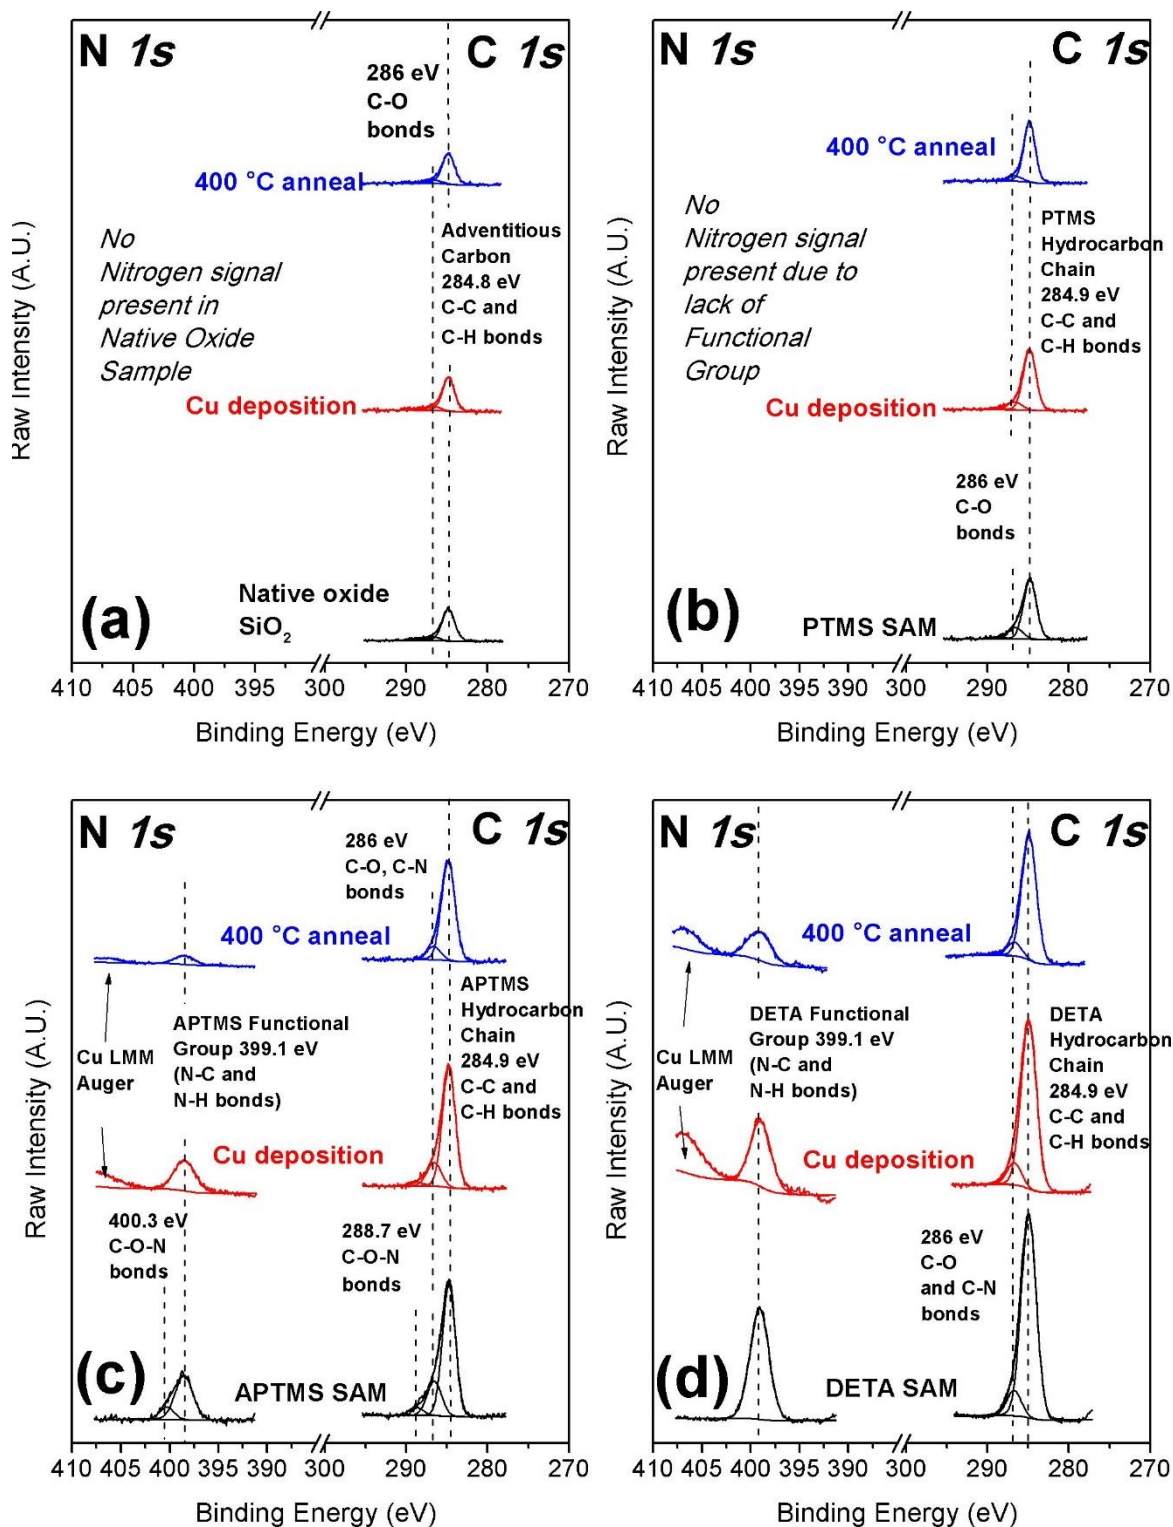 N 1s
C 1s
286 eV
C-O
bonds
400 °C anneal
No
Nitrogen signal
present in
Native Oxide
Sample
Adventitious
Carbon
284.8 eV
C-C and
C-H bonds
Cu deposition
Native oxide
SiO2
(a)
Raw Intensity (A.U.)
410 405 400 395 300 290 280 270
Binding Energy (eV)
N 1s
C 1s
400 °C anneal
No
Nitrogen signal
present due to
lack of
Functional
Group
PTMS
Hydrocarbon
Chain
284.9 eV
C-C and
C-H bonds
Cu deposition
286 eV
C-O
bonds
(b)
PTMS SAM
Raw Intensity (A.U.)
410 405 400 395 300 290 280 270
Binding Energy (eV)
N 1s
C 1s
286 eV
C-O, C-N
bonds
400 °C anneal
APTMS
Hydrocarbon
Chain
284.9 eV
C-C and
C-H bonds
APTMS Functional
Group 399.1 eV
(N-C and
N-H bonds)
Cu LMM
Auger
Cu deposition
400.3 eV
C-O-N
bonds
288.7 eV
C-O-N
bonds
(c)
APTMS SAM
Raw Intensity (A.U.)
410 405 400 395 300 290 280 270
Binding Energy (eV)
N 1s
C 1s
400 °C anneal
DETA Functional
Group 399.1 eV
(N-C and
N-H bonds)
Cu LMM
Auger
DETA
Hydrocarbon
Chain
284.9 eV
C-C and
C-H bonds
Cu deposition
286 eV
C-O
and C-N
bonds
(d)
DETA SAM
Raw Intensity (A.U.)
410 405 400 395 300 290 280 270
Binding Energy (eV)